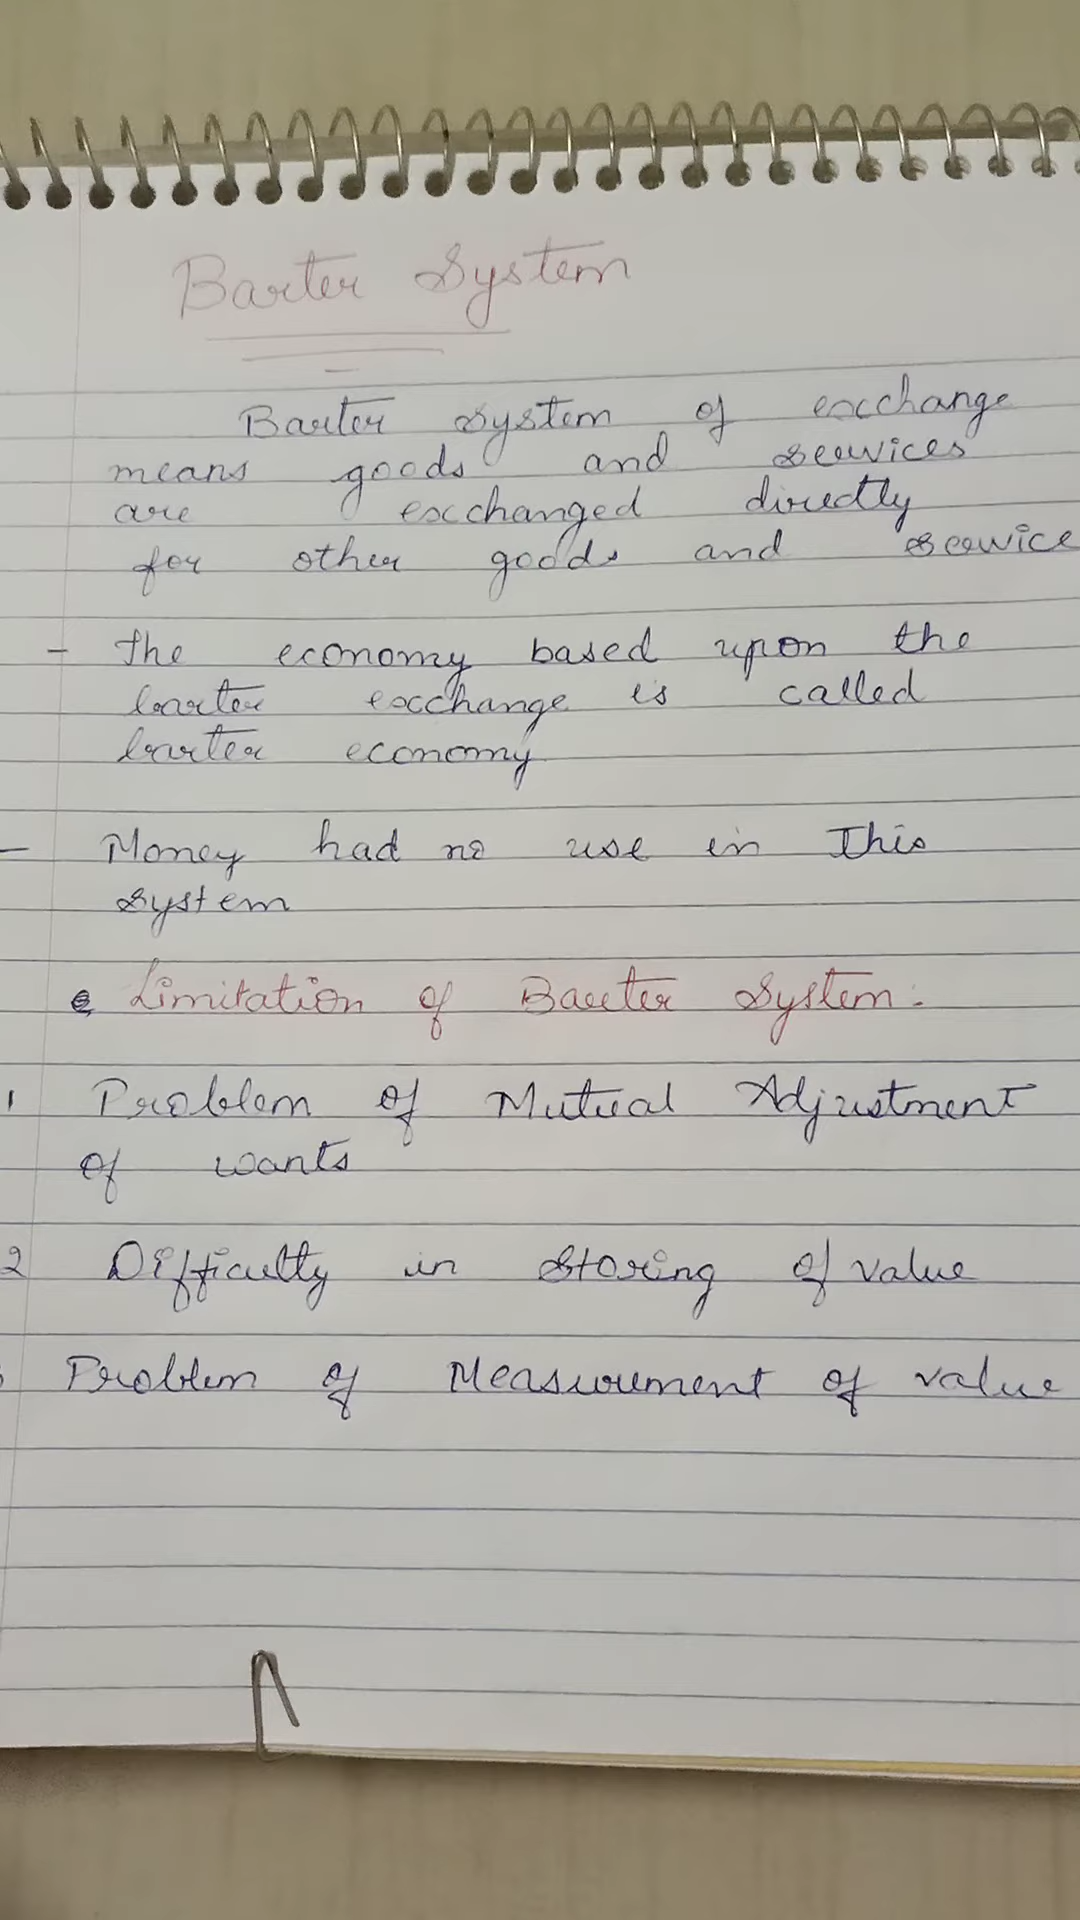 Barter System
Barter system of exchange
means goods and services
are exchanged directly
for other goods and service
- The economy based upon the
barter exchange is called
barter economy
- Money had no use in This
system
Limitation of Barter System:
1 Problem of Mutual Adjustment
of wants
2 Difficulty in Storing of value
Problem of Measurement of value